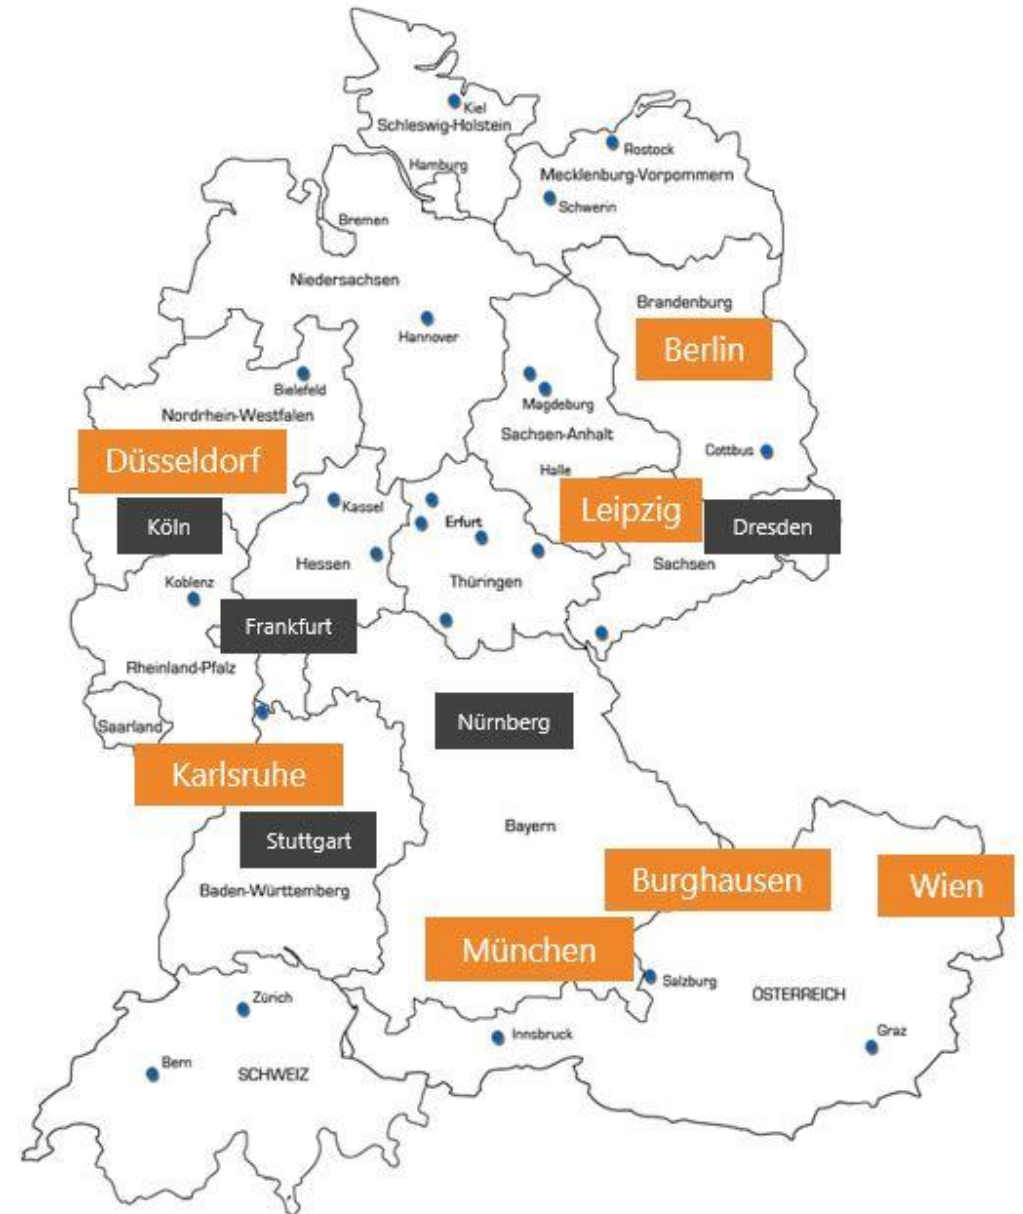 Kiel
Schleswig-Holstein
Hamburg
Rostock
Mecklenburg-Vorpommern
Schwerin
Bremen
Niedersachsen
Brandenburg
Hannover
Berlin
Bielefeld
Magdeburg
Nordrhein-Westfalen
Sachsen-Anhalt
Cottbus
Düsseldorf
Halle
Kassel
Leipzig
Erfurt
Köln
Dresden
Hessen
Sachsen
Koblenz
Thüringen
Frankfurt
Rheinland-Pfalz
Nürnberg
Saarland
Karlsruhe
Bayern
Stuttgart
Burghausen
Wien
Baden-Württemberg
München
Salzburg
ÖSTERREICH
Zürich
Graz
Innsbruck
Bern
SCHWEIZ